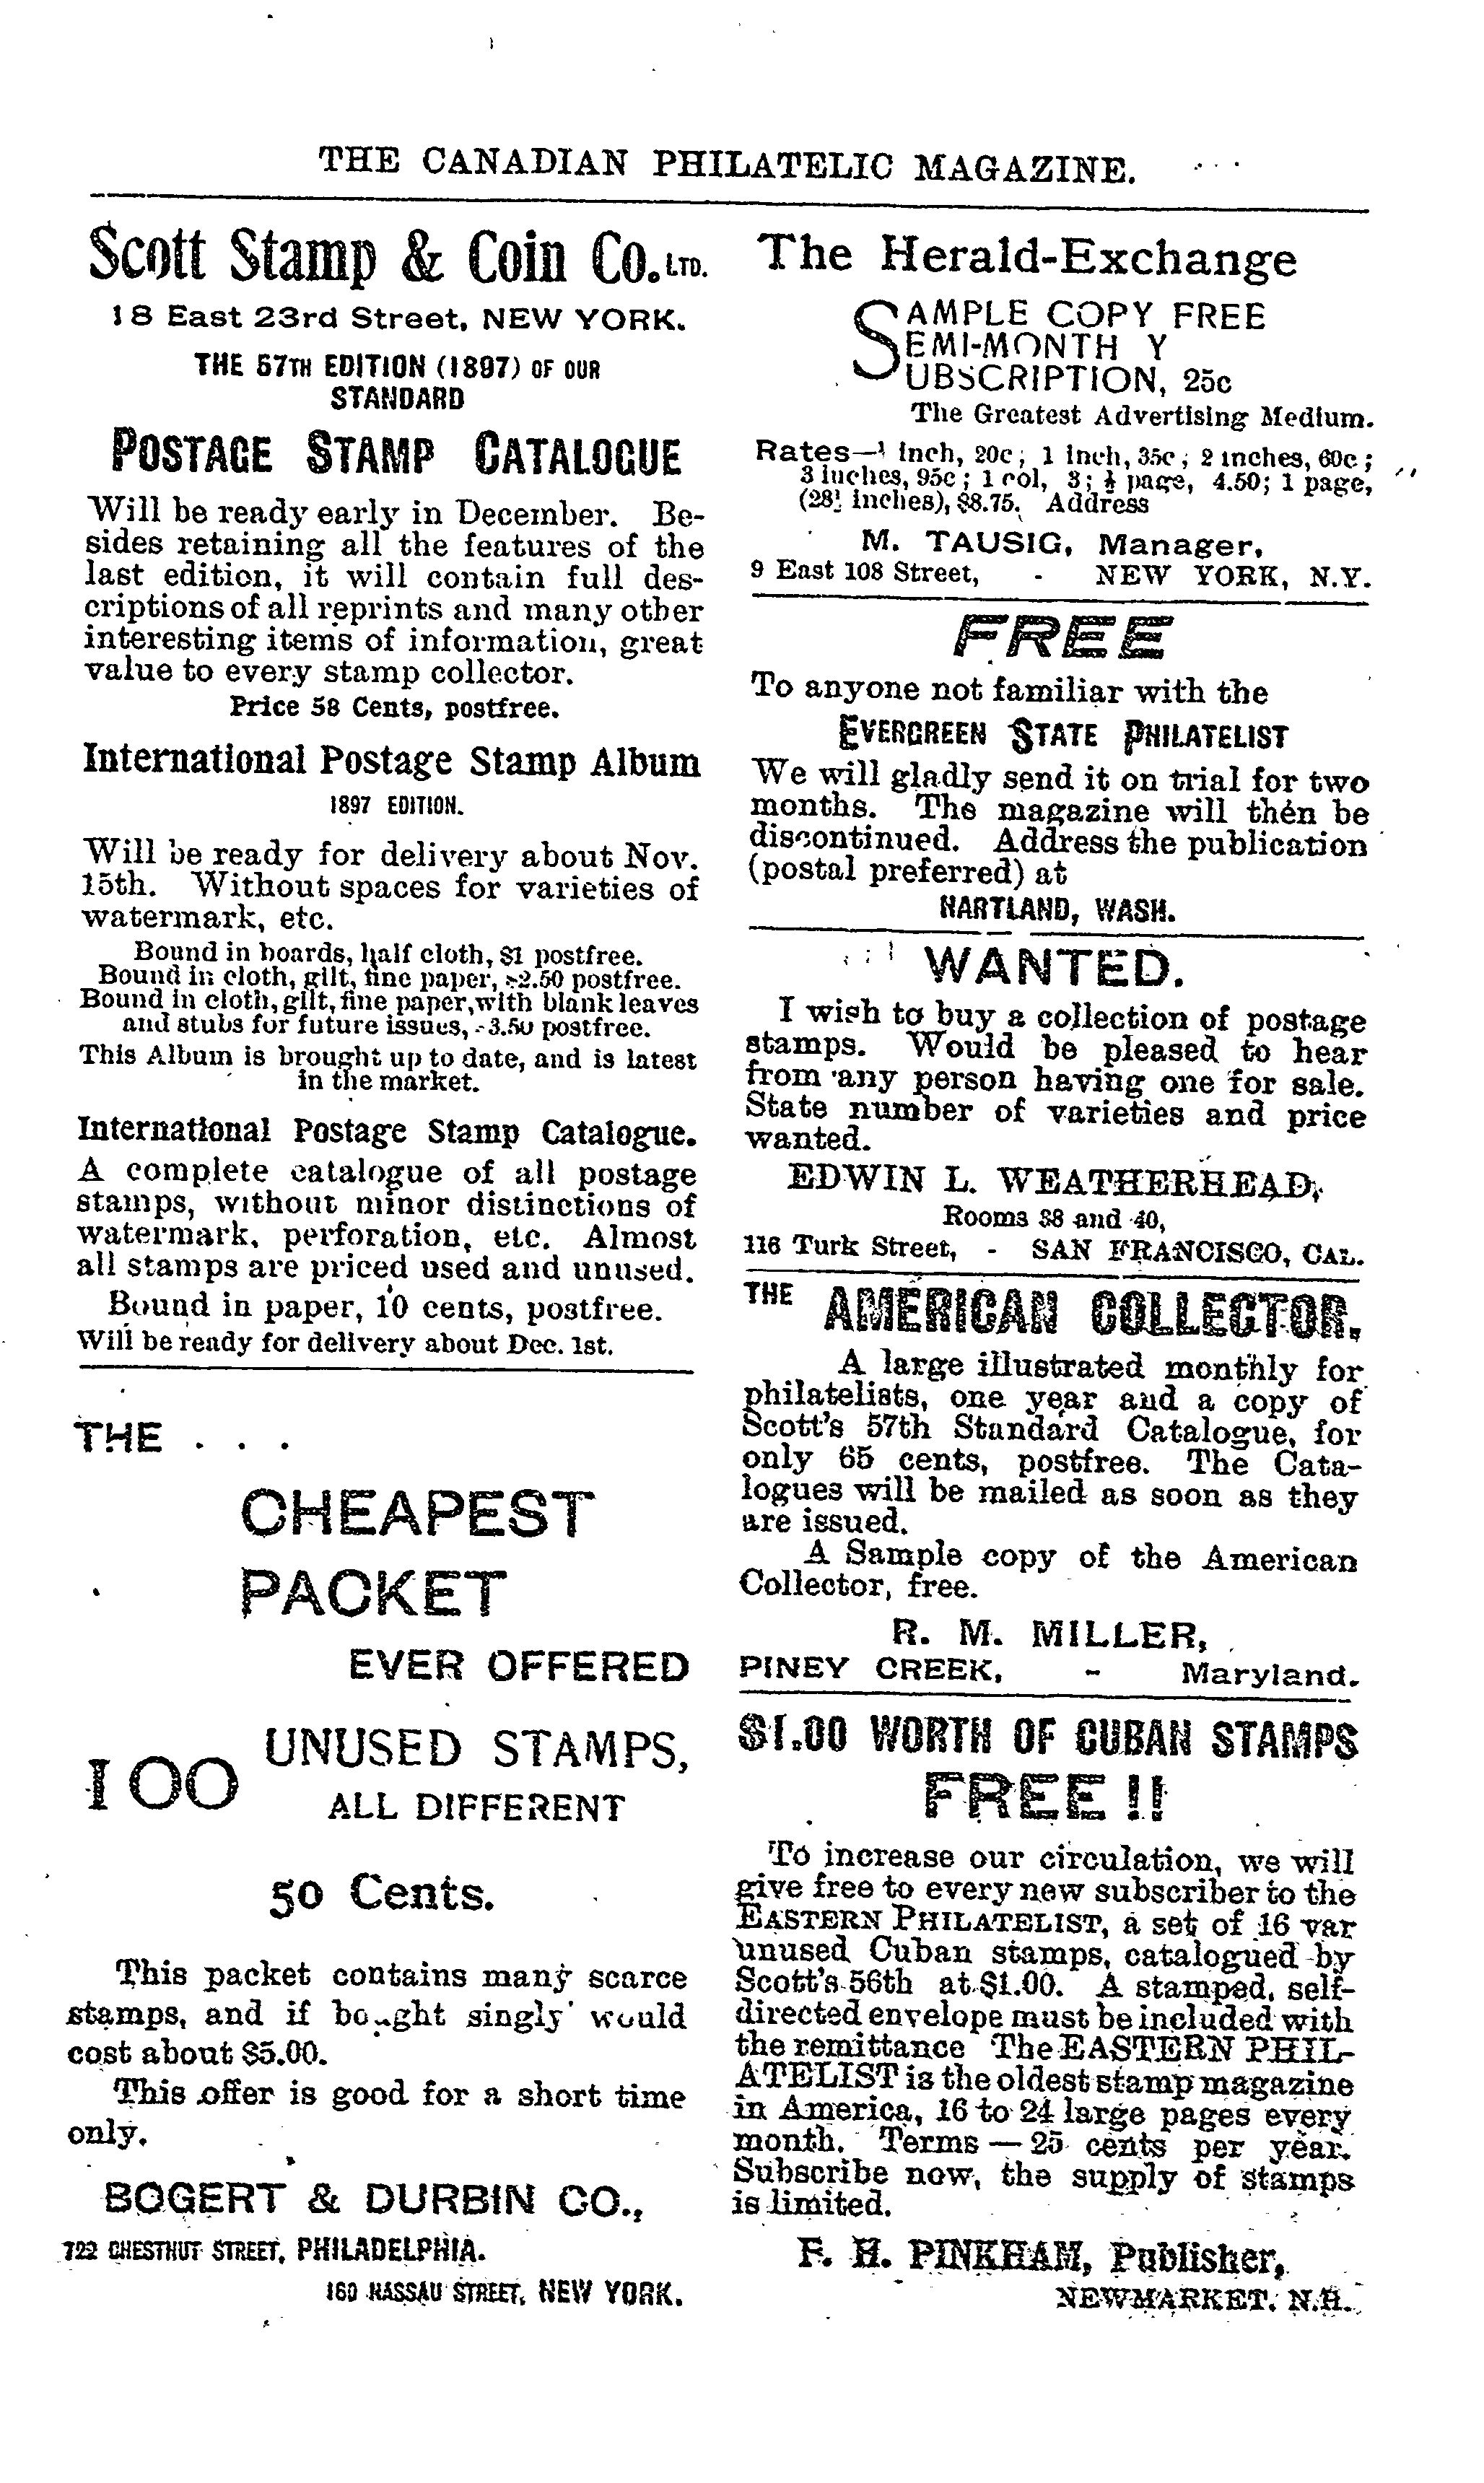 THE CANADIAN PHILATELIC MAGAZINE.
Scott Stamp & Coin Co. LTD.
18 East 23rd Street, NEW YORK.
THE 57TH EDITION (1897) OF OUR
STANDARD
POSTAGE STAMP CATALOGUE
Will be ready early in December. Be-
sides retaining all the features of the
last edition, it will contain full des-
criptions of all reprints and many other
interesting items of information, great
value to every stamp collector.
Price 58 Cents, postfree.
International Postage Stamp Album
1897 EDITION.
Will be ready for delivery about Nov.
15th. Without spaces for varieties of
watermark, etc.
Bound in boards, half cloth, $1 postfree.
Bound in cloth, gilt, fine paper, 2.50 postfree.
Bound in cloth, gilt, fine paper, with blank leaves
and stubs for future issues, 3.50 postfree.
This Album is brought up to date, and is latest
in the market.
International Postage Stamp Catalogue.
A complete catalogue of all postage
stamps, without minor distinctions of
watermark, perforation, etc. Almost
all stamps are priced used and unused.
Bound in paper, 10 cents, postfree.
Will be ready for delivery about Dec. 1st.
THE . . .
CHEAPEST
PACKET
EVER OFFERED
100 UNUSED STAMPS,
ALL DIFFERENT
50 Cents.
This packet contains many scarce
stamps, and if bought singly would
cost about $5.00.
This offer is good for a short time
only.
BOGERT & DURBIN CO.,
722 CHESTNUT STREET, PHILADELPHIA.
160 NASSAU STREET, NEW YORK.
The Herald-Exchange
SAMPLE COPY FREE
SEMI-MONTH Y
SUBSCRIPTION, 25c
The Greatest Advertising Medium.
Rates— inch, 20c; 1 inch, 35c; 2 inches, 60c;
3 inches, 95c; 1 col, 3; ½ page, 4.50; 1 page,
(28 inches), $8.75. Address
M. TAUSIG, Manager,
9 East 108 Street, - NEW YORK, N.Y.
FREE
To anyone not familiar with the
EVERGREEN STATE PHILATELIST
We will gladly send it on trial for two
months. The magazine will then be
discontinued. Address the publication
(postal preferred) at
HARTLAND, WASH.
WANTED.
I wish to buy a collection of postage
stamps. Would be pleased to hear
from any person having one for sale.
State number of varieties and price
wanted.
EDWIN L. WEATHERHEAD,
Rooms 38 and 40,
116 Turk Street, - SAN FRANCISCO, CAL.
THE AMERICAN COLLECTOR.
A large illustrated monthly for
philatelists, one year and a copy of
Scott's 57th Standard Catalogue, for
only 65 cents, postfree. The Cata-
logues will be mailed as soon as they
are issued.
A Sample copy of the American
Collector, free.
R. M. MILLER,
PINEY CREEK, - Maryland.
$1.00 WORTH OF CUBAN STAMPS
FREE !!
To increase our circulation, we will
give free to every new subscriber to the
EASTERN PHILATELIST, a set of 16 var
unused Cuban stamps, catalogued by
Scott's 56th at $1.00. A stamped, self-
directed envelope must be included with
the remittance The EASTERN PHIL-
ATELIST is the oldest stamp magazine
in America, 16 to 24 large pages every
month. Terms — 25 cents per year.
Subscribe now, the supply of stamps
is limited.
F. H. PINKHAM, Publisher,
NEWMARKET. N.H.